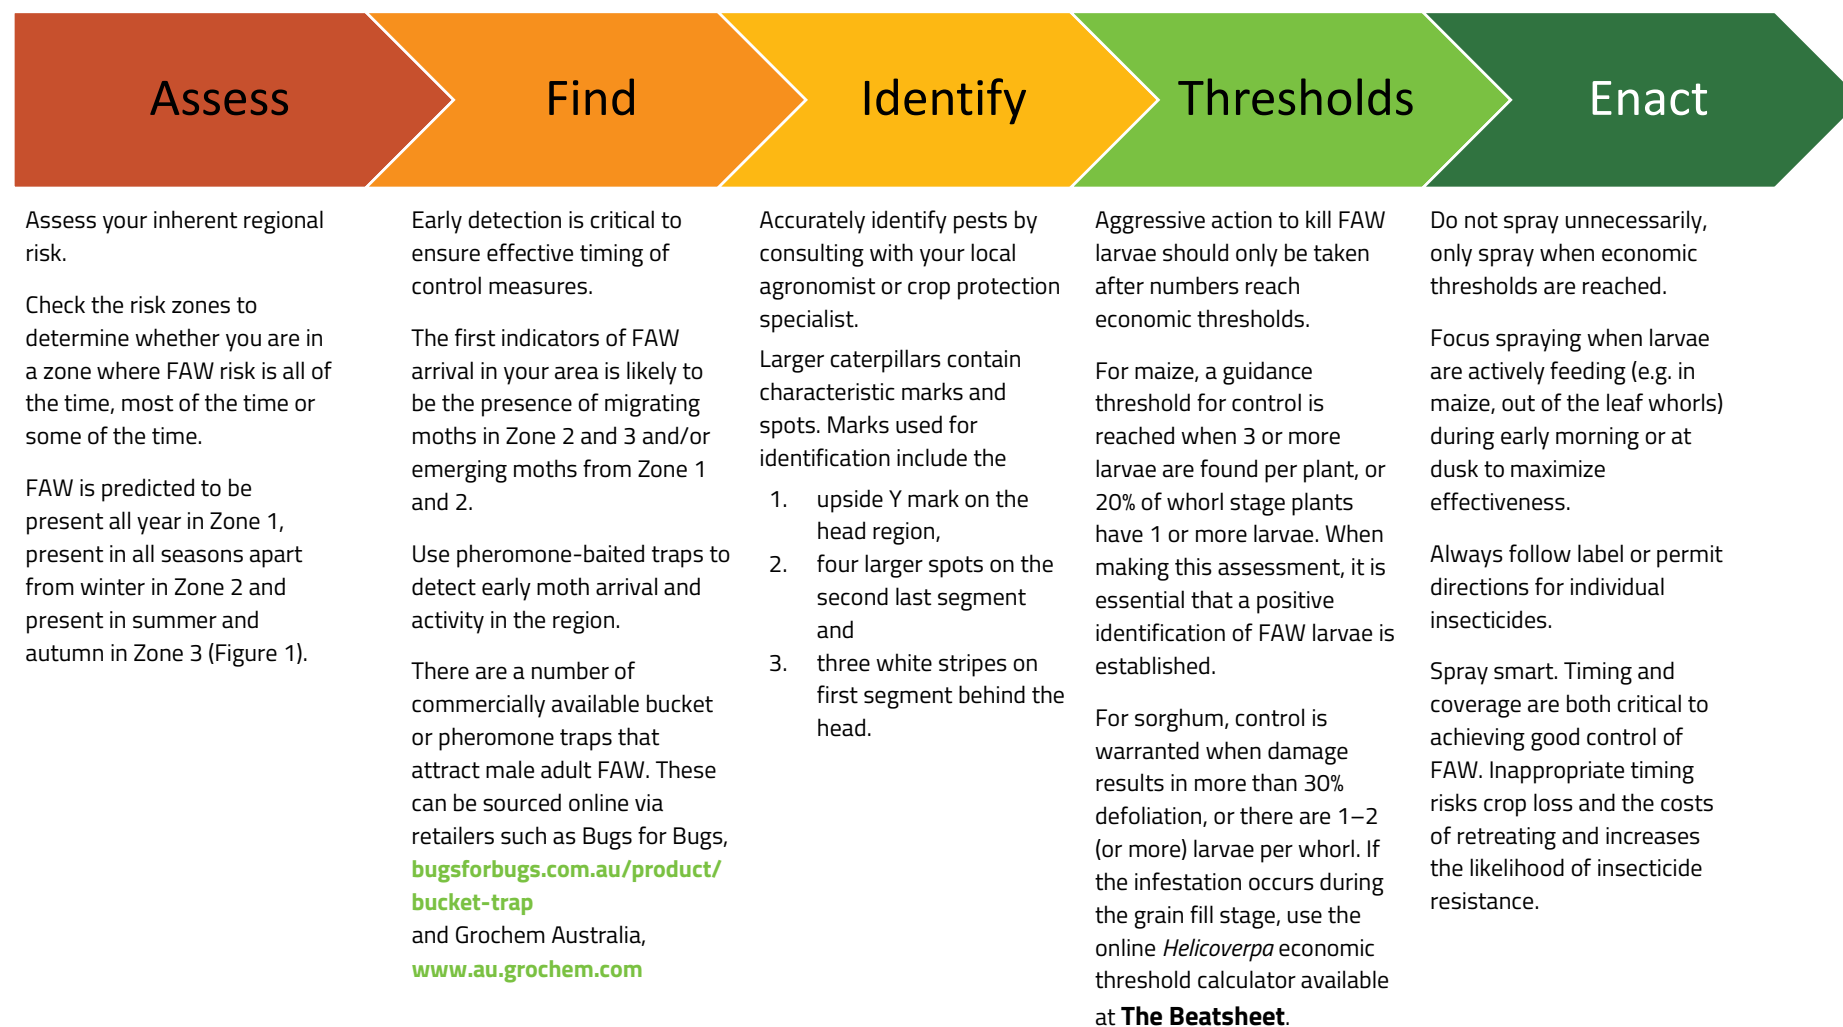 Assess
Find
Identify
Thresholds
Enact
Assess your inherent regional
risk.
Check the risk zones to
determine whether you are in
a zone where FAW risk is all of
the time, most of the time or
some of the time.
FAW is predicted to be
present all year in Zone 1,
present in all seasons apart
from winter in Zone 2 and
present in summer and
autumn in Zone 3 (Figure 1).
Early detection is critical to
ensure effective timing of
control measures.
The first indicators of FAW
arrival in your area is likely to
be the presence of migrating
moths in Zone 2 and 3 and/or
emerging moths from Zone 1
and 2.
Use pheromone-baited traps to
detect early moth arrival and
activity in the region.
There are a number of
commercially available bucket
or pheromone traps that
attract male adult FAW. These
can be sourced online via
retailers such as Bugs for Bugs,
bugsforbugs.com.au/product/
bucket-trap
and Grochem Australia,
www.au.grochem.com
Accurately identify pests by
consulting with your local
agronomist or crop protection
specialist.
Larger caterpillars contain
characteristic marks and
spots. Marks used for
identification include the
1. upside Y mark on the
head region,
2. four larger spots on the
second last segment
and
3. three white stripes on
first segment behind the
head.
Aggressive action to kill FAW
larvae should only be taken
after numbers reach
economic thresholds.
For maize, a guidance
threshold for control is
reached when 3 or more
larvae are found per plant, or
20% of whorl stage plants
have 1 or more larvae. When
making this assessment, it is
essential that a positive
identification of FAW larvae is
established.
For sorghum, control is
warranted when damage
results in more than 30%
defoliation, or there are 1–2
(or more) larvae per whorl. If
the infestation occurs during
the grain fill stage, use the
online Helicoverpa economic
threshold calculator available
at The Beatsheet.
Do not spray unnecessarily,
only spray when economic
thresholds are reached.
Focus spraying when larvae
are actively feeding (e.g. in
maize, out of the leaf whorls)
during early morning or at
dusk to maximize
effectiveness.
Always follow label or permit
directions for individual
insecticides.
Spray smart. Timing and
coverage are both critical to
achieving good control of
FAW. Inappropriate timing
risks crop loss and the costs
of retreating and increases
the likelihood of insecticide
resistance.